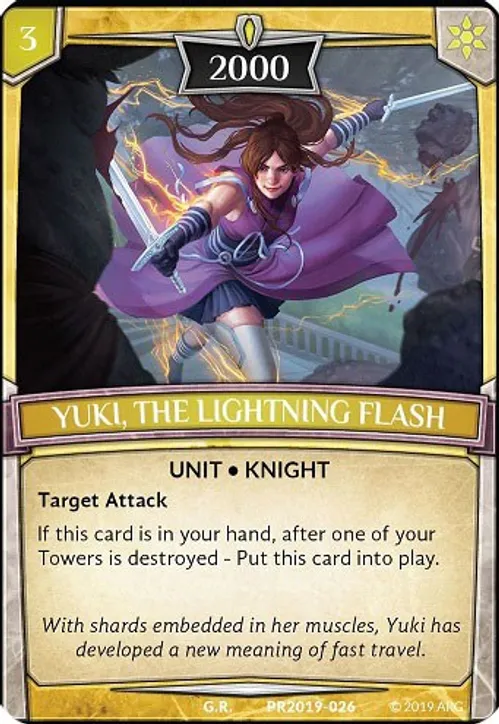 3
2000
YUKI, THE LIGHTNING FLASH
UNIT • KNIGHT
Target Attack
If this card is in your hand, after one of your
Towers is destroyed - Put this card into play.
With shards embedded in her muscles, Yuki has
developed a new meaning of fast travel.
G.R. PR2019-026 © 2019 ARG